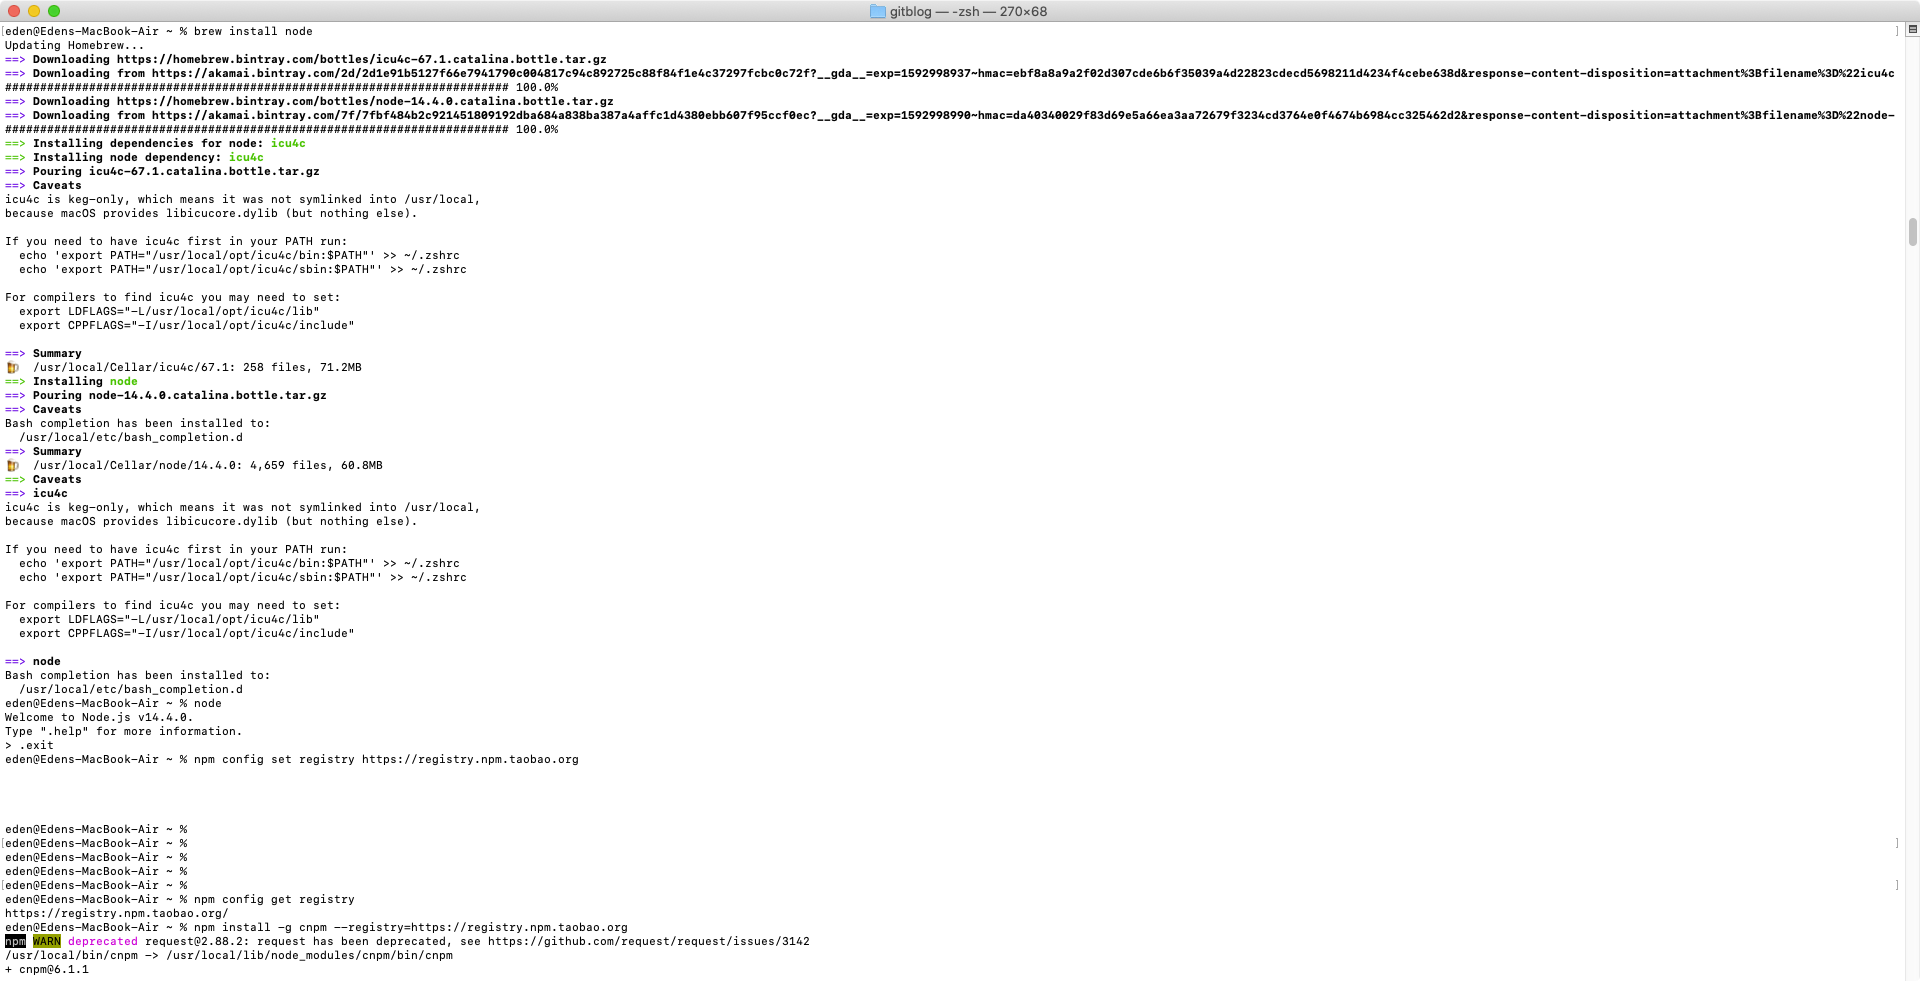 gitblog — -zsh — 270×68
eden@Edens-MacBook-Air ~ % brew install node
Updating Homebrew...
==> Downloading https://homebrew.bintray.com/bottles/icu4c-67.1.catalina.bottle.tar.gz
==> Downloading from https://akamai.bintray.com/2d/2d1e91b5127f66e7941790c004817c94c892725c88f84f1e4c37297fcbc0c72f?__gda__=exp=1592998937~hmac=ebf8a8a9a2f02d307cde6b6f35039a4d22823cdecd5698211d4234f4cebe638d&response-content-disposition=attachment%3Bfilename%3D%22icu4c
######################################################################## 100.0%
==> Downloading https://homebrew.bintray.com/bottles/node-14.4.0.catalina.bottle.tar.gz
==> Downloading from https://akamai.bintray.com/7f/7fbf484b2c921451809192dba684a838ba387a4affc1d4380ebb607f95ccf0ec?__gda__=exp=1592998990~hmac=da40340029f83d69e5a66ea3aa72679f3234cd3764e0f4674b6984cc325462d2&response-content-disposition=attachment%3Bfilename%3D%22node-
######################################################################## 100.0%
==> Installing dependencies for node: icu4c
==> Installing node dependency: icu4c
==> Pouring icu4c-67.1.catalina.bottle.tar.gz
==> Caveats
icu4c is keg-only, which means it was not symlinked into /usr/local,
because macOS provides libicucore.dylib (but nothing else).
If you need to have icu4c first in your PATH run:
echo 'export PATH="/usr/local/opt/icu4c/bin:$PATH"' >> ~/.zshrc
echo 'export PATH="/usr/local/opt/icu4c/sbin:$PATH"' >> ~/.zshrc
For compilers to find icu4c you may need to set:
export LDFLAGS="-L/usr/local/opt/icu4c/lib"
export CPPFLAGS="-I/usr/local/opt/icu4c/include"
==> Summary
🍺 /usr/local/Cellar/icu4c/67.1: 258 files, 71.2MB
==> Installing node
==> Pouring node-14.4.0.catalina.bottle.tar.gz
==> Caveats
Bash completion has been installed to:
/usr/local/etc/bash_completion.d
==> Summary
🍺 /usr/local/Cellar/node/14.4.0: 4,659 files, 60.8MB
==> Caveats
==> icu4c
icu4c is keg-only, which means it was not symlinked into /usr/local,
because macOS provides libicucore.dylib (but nothing else).
If you need to have icu4c first in your PATH run:
echo 'export PATH="/usr/local/opt/icu4c/bin:$PATH"' >> ~/.zshrc
echo 'export PATH="/usr/local/opt/icu4c/sbin:$PATH"' >> ~/.zshrc
For compilers to find icu4c you may need to set:
export LDFLAGS="-L/usr/local/opt/icu4c/lib"
export CPPFLAGS="-I/usr/local/opt/icu4c/include"
==> node
Bash completion has been installed to:
/usr/local/etc/bash_completion.d
eden@Edens-MacBook-Air ~ % node
Welcome to Node.js v14.4.0.
Type ".help" for more information.
> .exit
eden@Edens-MacBook-Air ~ % npm config set registry https://registry.npm.taobao.org
eden@Edens-MacBook-Air ~ %
eden@Edens-MacBook-Air ~ %
eden@Edens-MacBook-Air ~ %
eden@Edens-MacBook-Air ~ %
eden@Edens-MacBook-Air ~ %
eden@Edens-MacBook-Air ~ % npm config get registry
https://registry.npm.taobao.org/
eden@Edens-MacBook-Air ~ % npm install -g cnpm --registry=https://registry.npm.taobao.org
npm WARN deprecated request@2.88.2: request has been deprecated, see https://github.com/request/request/issues/3142
/usr/local/bin/cnpm -> /usr/local/lib/node_modules/cnpm/bin/cnpm
+ cnpm@6.1.1